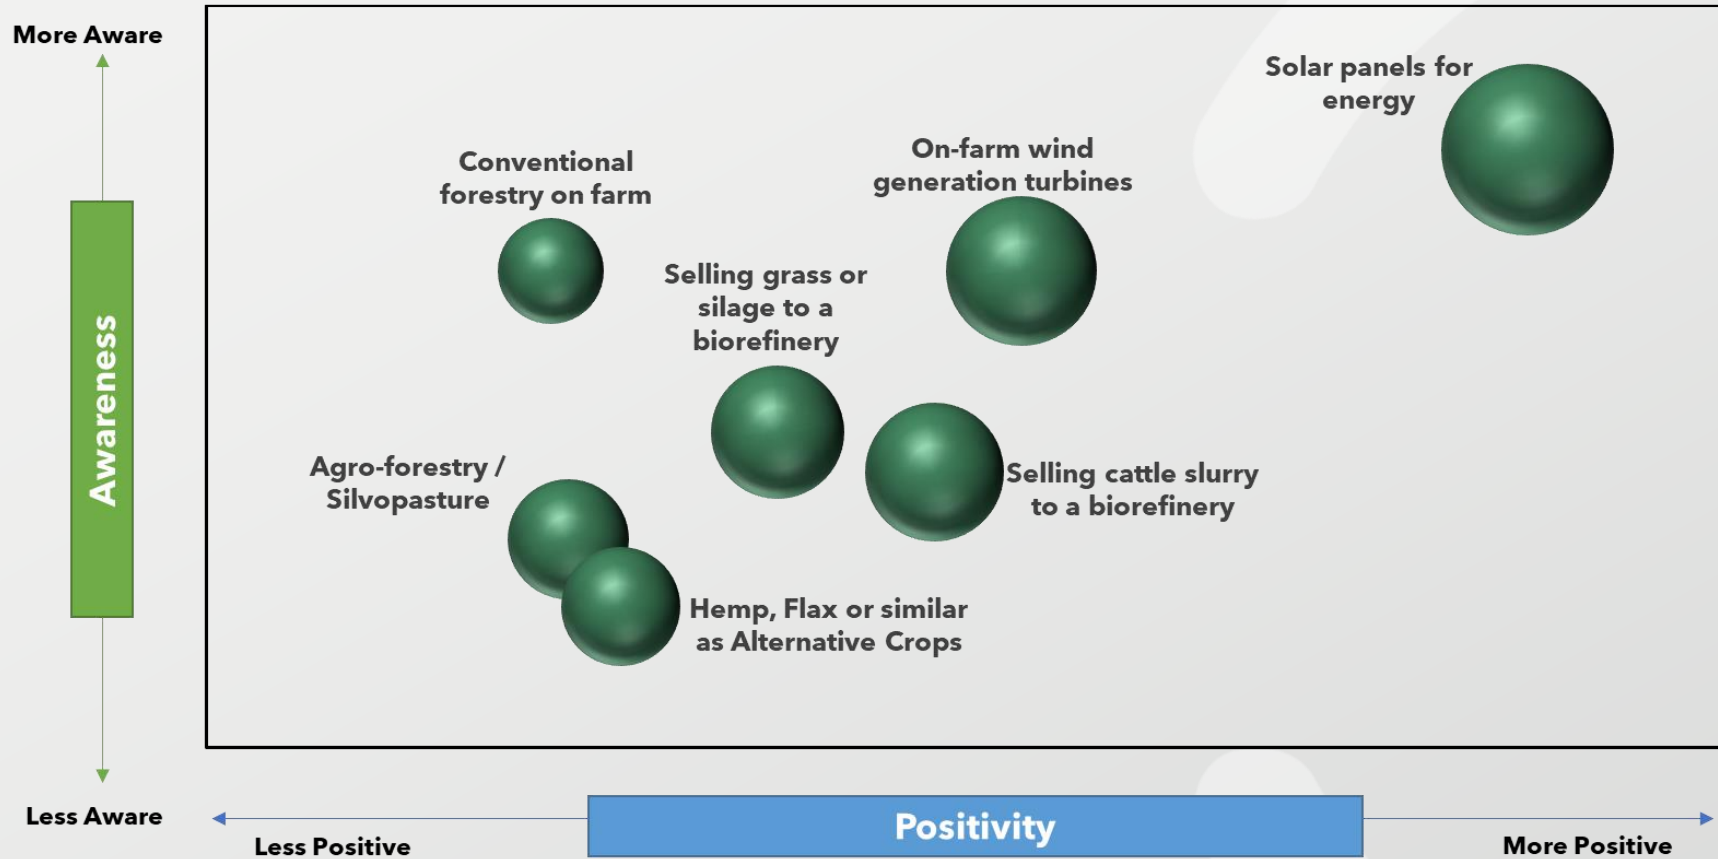 More Aware
Solar panels for
energy
On-farm wind
generation turbines
Conventional
forestry on farm
Selling grass or
silage to a
biorefinery
Awareness
Agro-forestry /
Silvopasture
Selling cattle slurry
to a biorefinery
Hemp, Flax or similar
as Alternative Crops
Less Aware
Positivity
Less Positive
More Positive